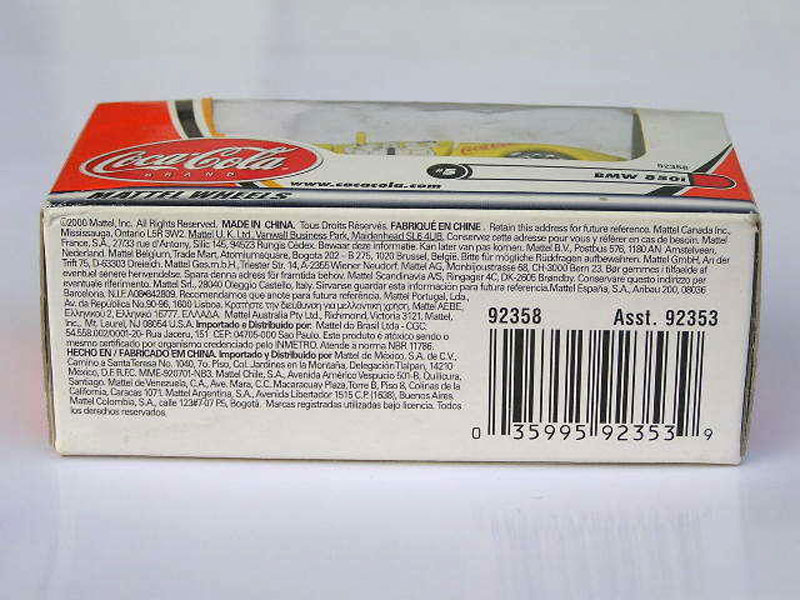 Coca-Cola
BRAND
www.cocacola.com
#5
92358
BMW 850i
MATTEL WHEELS
©2000 Mattel, Inc. All Rights Reserved. MADE IN CHINA. Tous Droits Réservés. FABRIQUÉ EN CHINE. Retain this address for future reference. Mattel Canada Inc.,
Mississauga, Ontario L5R 3W2. Mattel U. K. Ltd., Vanwall Business Park, Maidenhead SL6 4UB. Conservez cette adresse pour vous y référer en cas de besoin. Mattel
France, S.A., 27/33 rue d'Antony, Silic 145, 94523 Rungis Cédex. Bewaar deze informatie. Kan later van pas komen. Mattel B.V., Postbus 576, 1180 AN Amstelveen,
Nederland. Mattel Belgium, Trade Mart, Atomiumsquare, Bogota 202 - B 275, 1020 Brussel, België. Bitte für mögliche Rückfragen aufbewahren. Mattel GmbH, An der
Trift 75, D-63303 Dreieich. Mattel Ges.m.b.H., Triester Str. 14, A-2355 Wiener Neudorf. Mattel AG, Monbijoustrasse 68, CH-3000 Bern 23. Bør gemmes i tilfælde af
eventuel senere henvendelse. Spara denna adress för framtida behov. Mattel Scandinavia A/S, Ringager 4C, DK-2605 Brøndby. Conservare questo indirizzo per
eventuale riferimento. Mattel Srl., 28040 Oleggio Castello, Italy. Sirvanse guardar esta información para futura referencia. Mattel España, S.A., Aribau 200, 08036
Barcelona. N.I.F. A08842809. Recomendamos que anote para futura referência. Mattel Portugal, Lda.,
Av. da República No. 90-96, 1600 Lisboa. Κρατήστε την διεύθυνση για μελλοντική χρήση. Mattel AEBE,
Ελληνικού 2, Ελληνικό 16777, ΕΛΛΑΔΑ. Mattel Australia Pty Ltd., Richmond, Victoria 3121. Mattel,
Inc., Mt. Laurel, NJ 08054 U.S.A. Importado e Distribuido por: Mattel do Brasil Ltda - CGC:
54.558.002/0001-20- Rua Jaceru, 151 CEP: 04705-000 Sao Paulo. Este produto é atóxico sendo o
mesmo certificado por organismo credenciado pelo INMETRO. Atende a norma NBR 11786.
HECHO EN / FABRICADO EM CHINA. Importado y Distribuido por Mattel de México, S.A. de C.V.,
Camino a Santa Teresa No. 1040, 7o. Piso, Col. Jardines en la Montaña, Delegación Tlalpan, 14210
México, D.F. R.F.C. MME-920701-NB3. Mattel Chile, S.A., Avenida Américo Vespucio 501-B, Quilicura,
Santiago. Mattel de Venezuela, C.A., Ave. Mara, C.C. Macaracuay Plaza, Torre B, Piso 8, Colinas de la
California, Caracas 1071. Mattel Argentina, S.A., Avenida Libertador 1515 C.P. (1638), Buenos Aires.
Mattel Colombia, S.A., calle 123#7-07 P5, Bogotá. Marcas registradas utilizadas bajo licencia. Todos
los derechos reservados.
92358 Asst. 92353
0 35995 92353 9